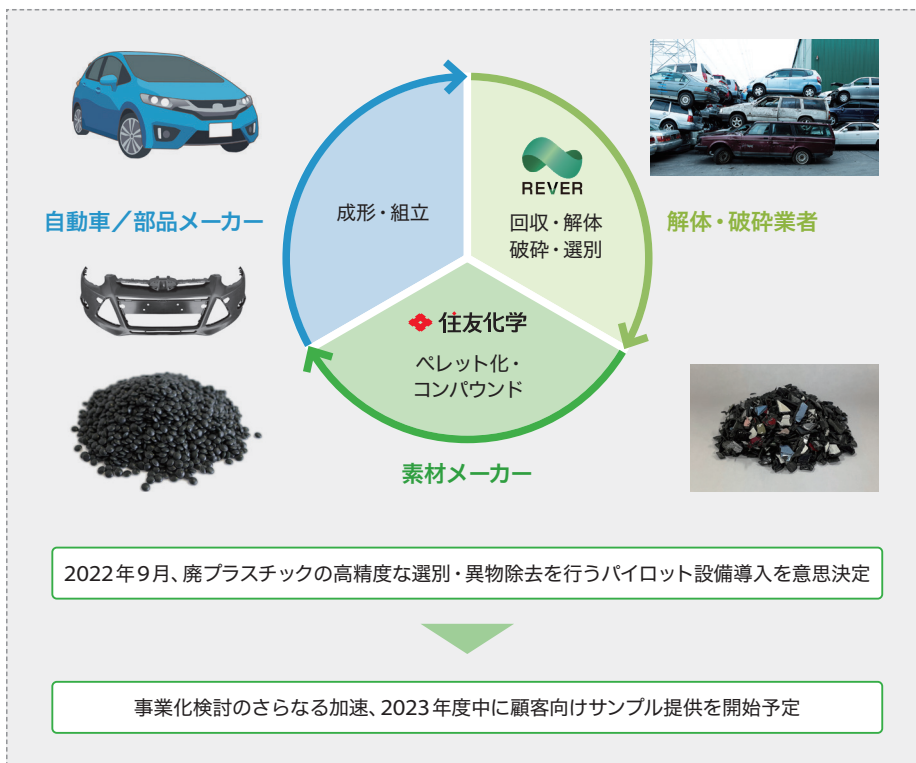 自動車／部品メーカー
成形・組立
REVER
回収・解体
破砕・選別
解体・破砕業者
住友化学
ペレット化・
コンパウンド
素材メーカー
2022年9月、廃プラスチックの高精度な選別・異物除去を行うパイロット設備導入を意思決定
事業化検討のさらなる加速、2023年度中に顧客向けサンプル提供を開始予定